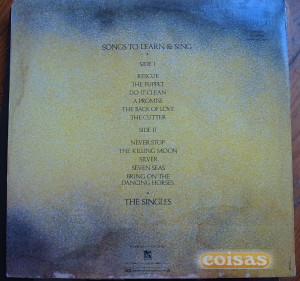 SONGS TO LEARN & SING
SIDE I
RESCUE
THE PUPPET
DO IT CLEAN
A PROMISE
THE BACK OF LOVE
THE CUTTER
SIDE II
NEVER STOP
THE KILLING MOON
SILVER
SEVEN SEAS
BRING ON THE
DANCING HORSES
THE SINGLES
coisas